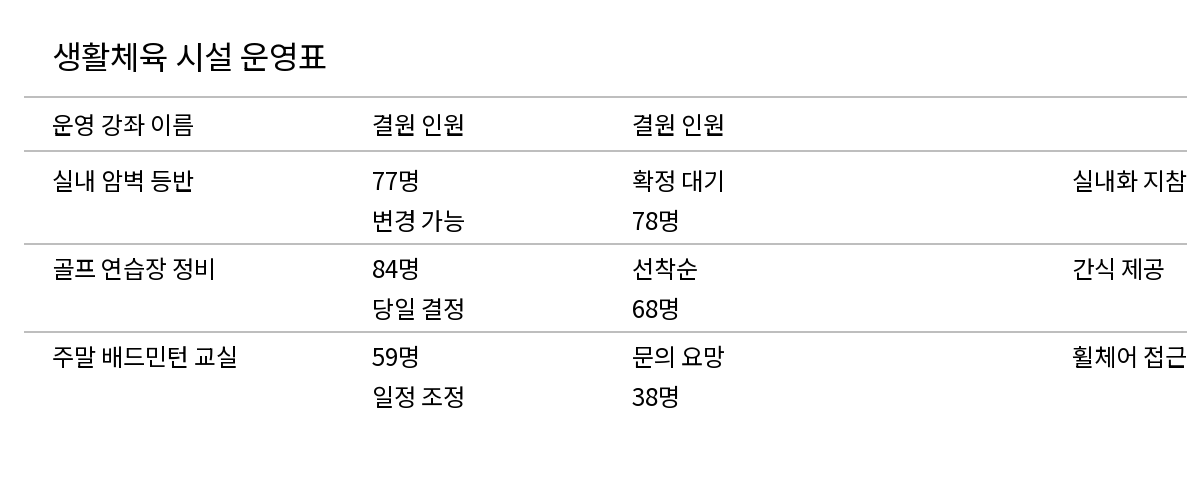 생활체육 시설 운영표
운영 강좌 이름 결원 인원 결원 인원
실내 암벽 등반 77명 확정 대기 실내화 지참
변경 가능 78명
골프 연습장 정비 84명 선착순 간식 제공
당일 결정 68명
주말 배드민턴 교실 59명 문의 요망 휠체어 접근
일정 조정 38명